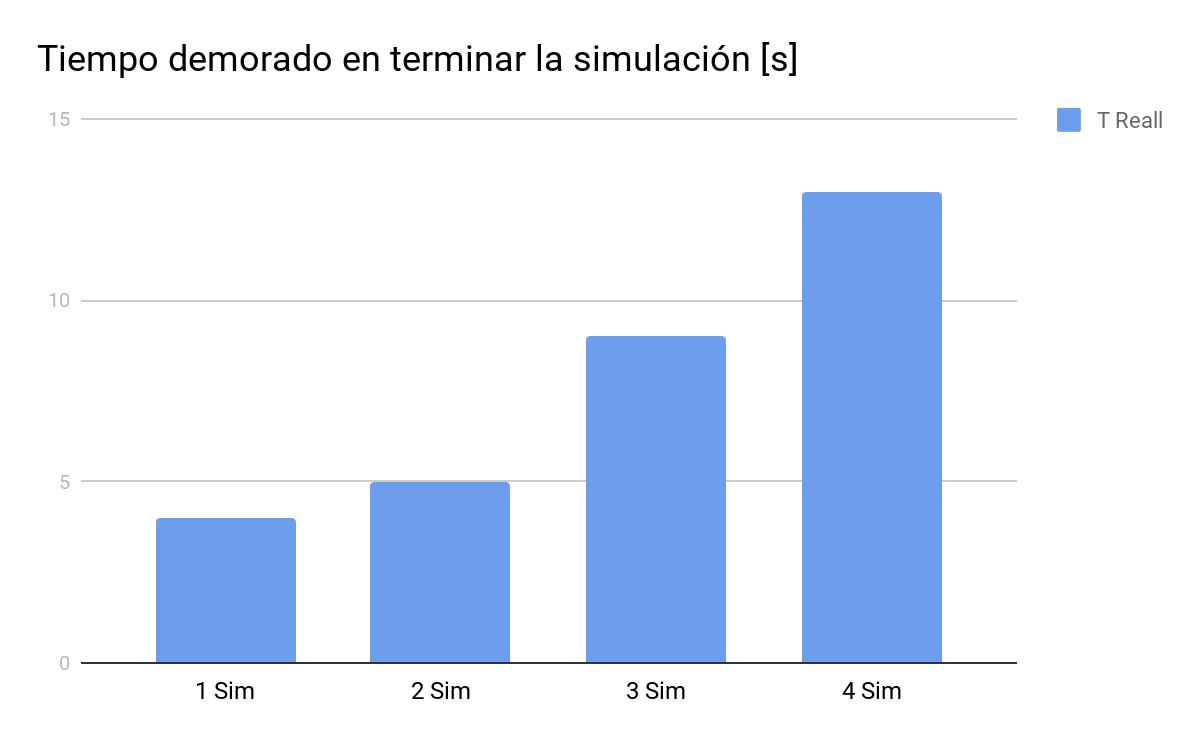 Tiempo demorado en terminar la simulación [s]
15
T Reall
10
5
0
1 Sim
2 Sim
3 Sim
4 Sim